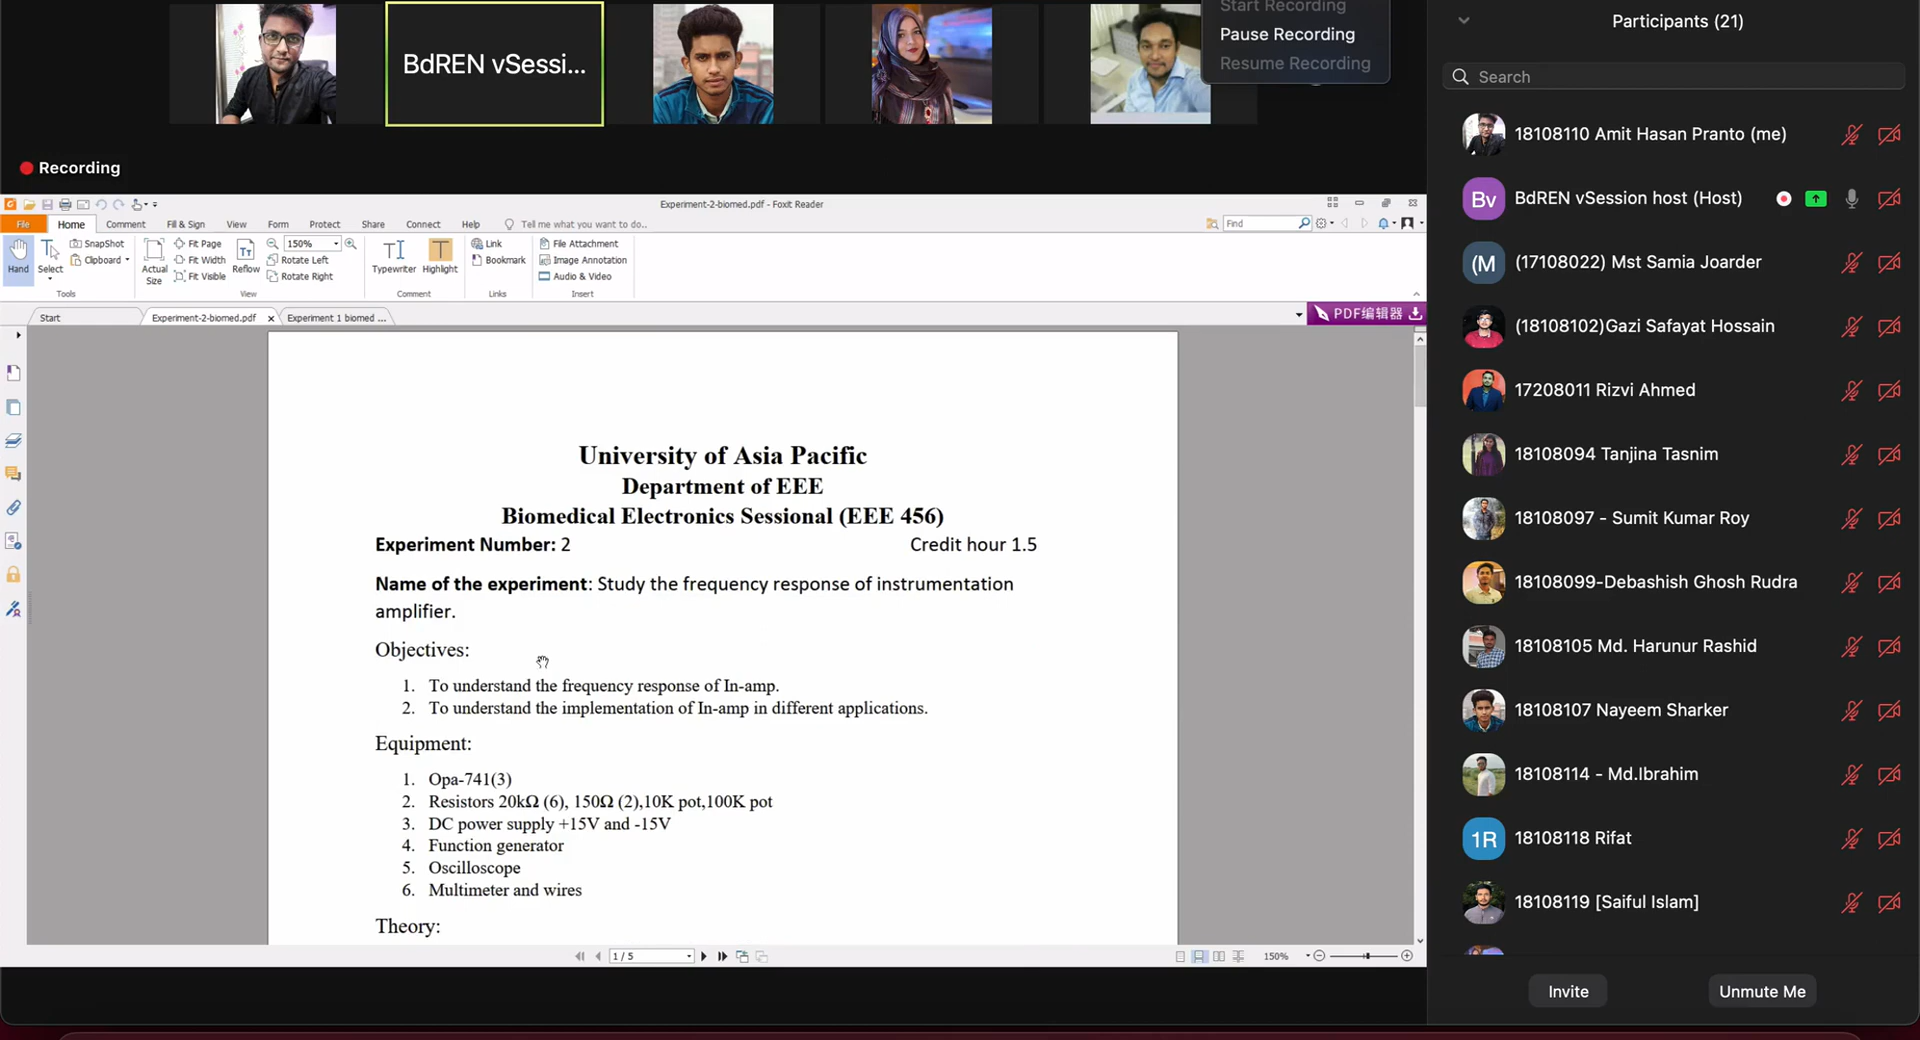 Start Recording
Pause Recording
Resume Recording
BdREN vSessi...
Recording
Experiment-2-biomed.pdf - Foxit Reader
File Home Comment Fill & Sign View Form Protect Share Connect Help Tell me what you want to do..
Find
Hand
Select
SnapShot
Clipboard
Tools
Actual Size
Fit Page
Fit Width
Fit Visible
Reflow
150%
Rotate Left
Rotate Right
View
Typewriter
Highlight
Comment
Link
Bookmark
Links
File Attachment
Image Annotation
Audio & Video
Insert
Start
Experiment-2-biomed.pdf
Experiment 1 biomed ...
PDF编辑器
University of Asia Pacific
Department of EEE
Biomedical Electronics Sessional (EEE 456)
Experiment Number: 2 Credit hour 1.5
Name of the experiment: Study the frequency response of instrumentation
amplifier.
Objectives:
1. To understand the frequency response of In-amp.
2. To understand the implementation of In-amp in different applications.
Equipment:
1. Opa-741(3)
2. Resistors 20kΩ (6), 150Ω (2),10K pot,100K pot
3. DC power supply +15V and -15V
4. Function generator
5. Oscilloscope
6. Multimeter and wires
Theory:
1 / 5
150%
Participants (21)
Search
18108110 Amit Hasan Pranto (me)
Bv
BdREN vSession host (Host)
(M
(17108022) Mst Samia Joarder
(18108102)Gazi Safayat Hossain
17208011 Rizvi Ahmed
18108094 Tanjina Tasnim
18108097 - Sumit Kumar Roy
18108099-Debashish Ghosh Rudra
18108105 Md. Harunur Rashid
18108107 Nayeem Sharker
18108114 - Md.Ibrahim
1R
18108118 Rifat
18108119 [Saiful Islam]
Invite
Unmute Me